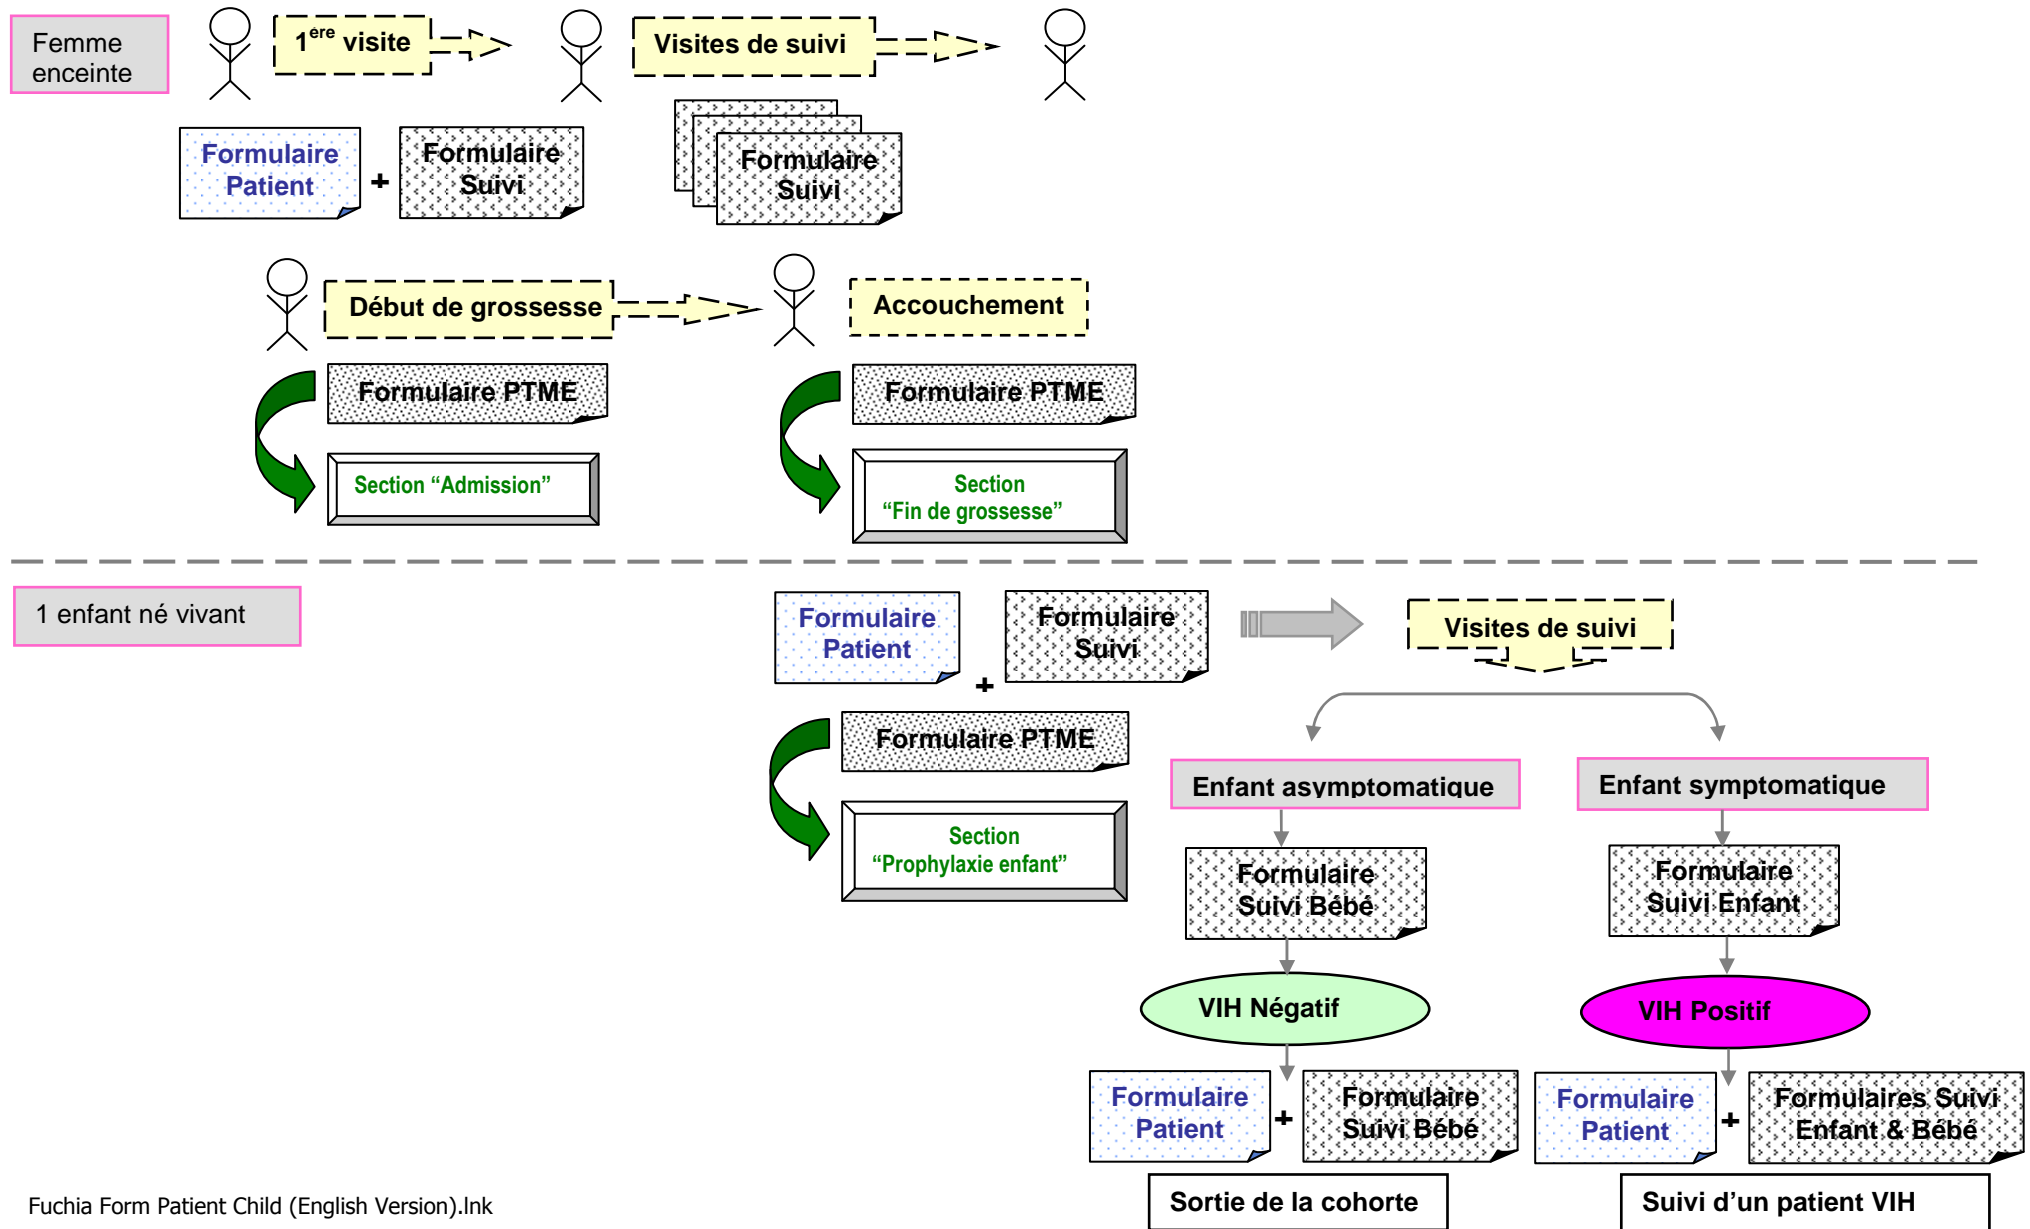 Femme
enceinte
1ère visite
Visites de suivi
Formulaire
Patient
+
Formulaire
Suivi
Formulaire
Suivi
Début de grossesse
Accouchement
Formulaire PTME
Formulaire PTME
Section “Admission”
Section
“Fin de grossesse”
1 enfant né vivant
Formulaire
Patient
+
Formulaire
Suivi
Visites de suivi
Formulaire PTME
Section
“Prophylaxie enfant”
Enfant asymptomatique
Enfant symptomatique
Formulaire
Suivi Bébé
Formulaire
Suivi Enfant
VIH Négatif
VIH Positif
Formulaire
Patient
+
Formulaire
Suivi Bébé
Formulaire
Patient
+
Formulaires Suivi
Enfant & Bébé
Sortie de la cohorte
Suivi d’un patient VIH
Fuchia Form Patient Child (English Version).lnk